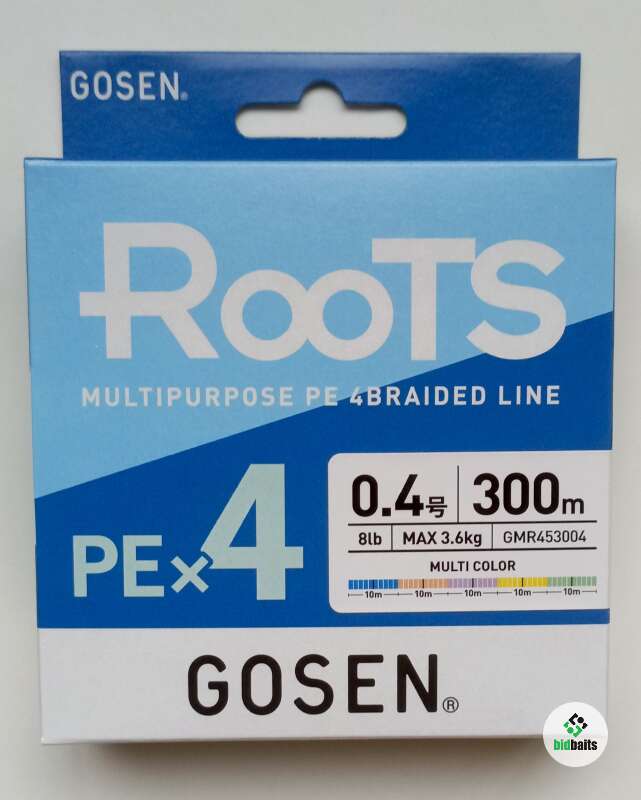 GOSEN®
ROOTS
MULTIPURPOSE PE 4BRAIDED LINE
PE×4
0.4号 300m
8lb MAX 3.6kg GMR453004
MULTI COLOR
10m 10m 10m 10m 10m
GOSEN®
bidbaits